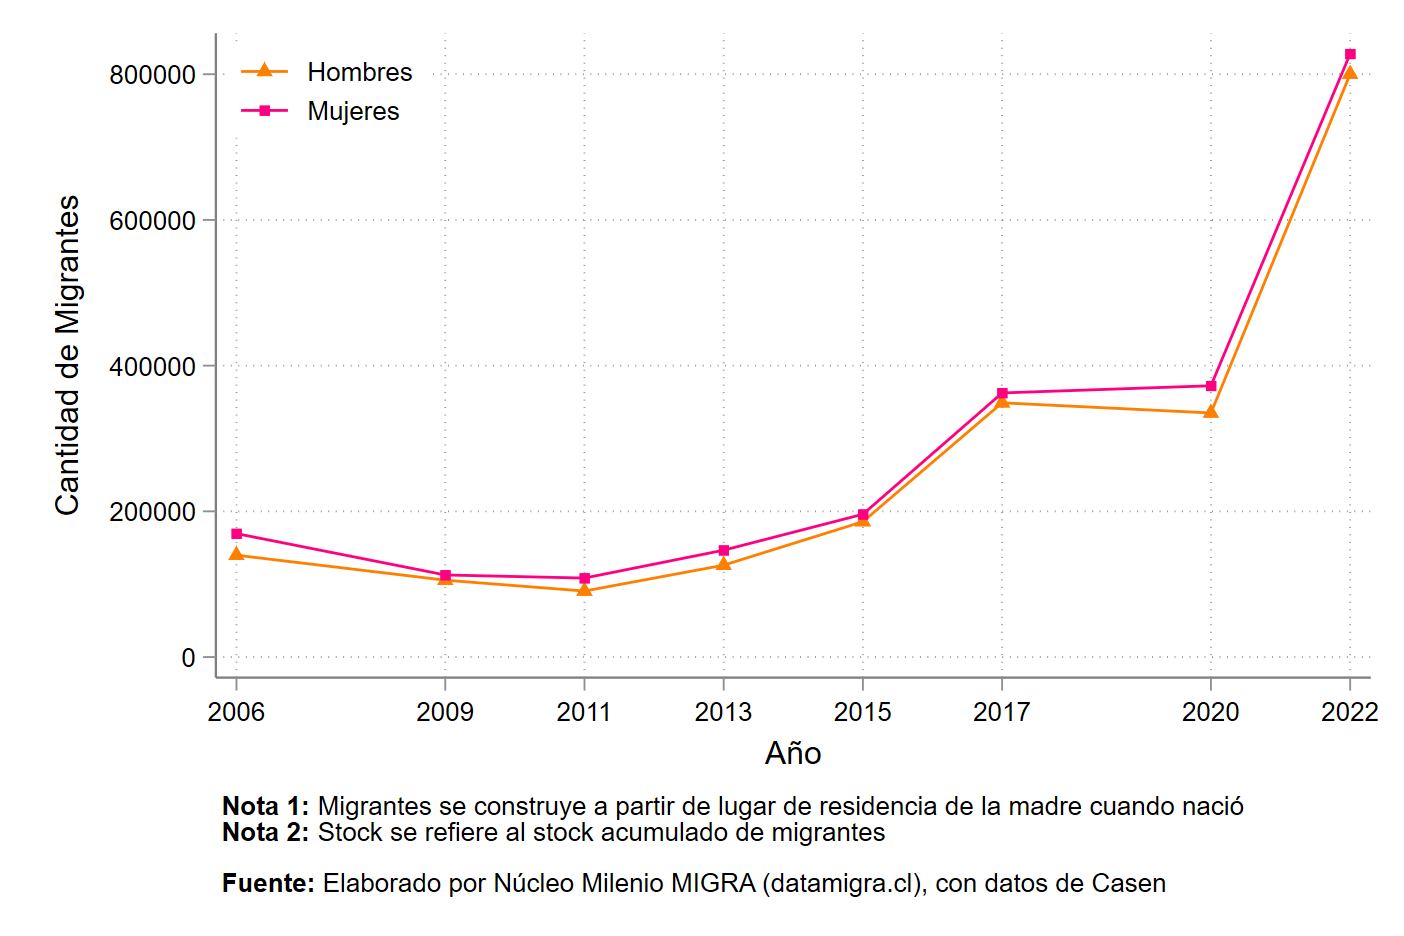 Hombres
Mujeres
800000
600000
400000
200000
0
Cantidad de Migrantes
2006 2009 2011 2013 2015 2017 2020 2022
Año
Nota 1: Migrantes se construye a partir de lugar de residencia de la madre cuando nació
Nota 2: Stock se refiere al stock acumulado de migrantes
Fuente: Elaborado por Núcleo Milenio MIGRA (datamigra.cl), con datos de Casen